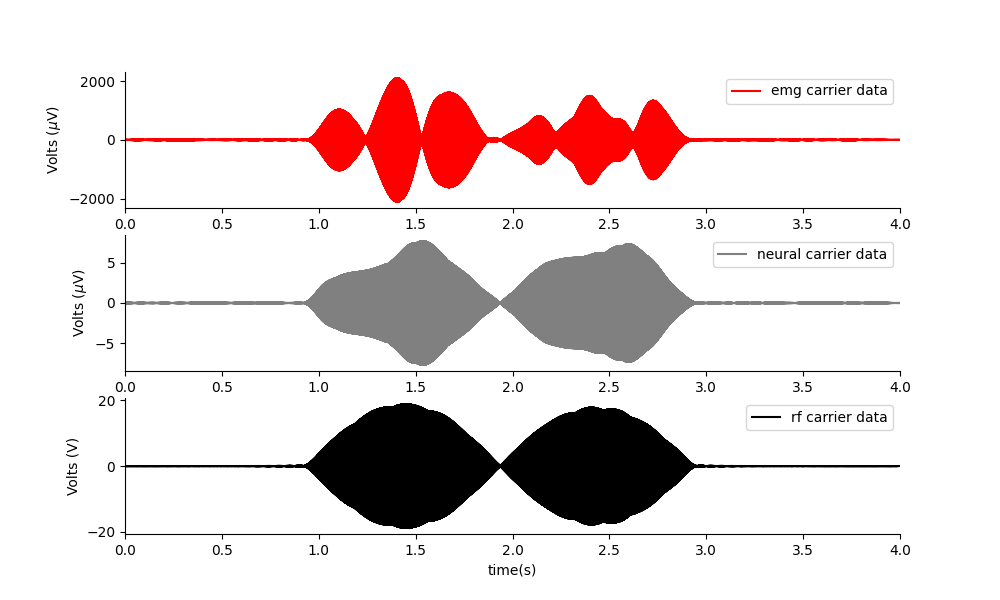 emg carrier data
Volts (μV)
2000
0
−2000
0.0 0.5 1.0 1.5 2.0 2.5 3.0 3.5 4.0
neural carrier data
Volts (μV)
5
0
−5
0.0 0.5 1.0 1.5 2.0 2.5 3.0 3.5 4.0
rf carrier data
Volts (V)
20
0
−20
0.0 0.5 1.0 1.5 2.0 2.5 3.0 3.5 4.0
time(s)